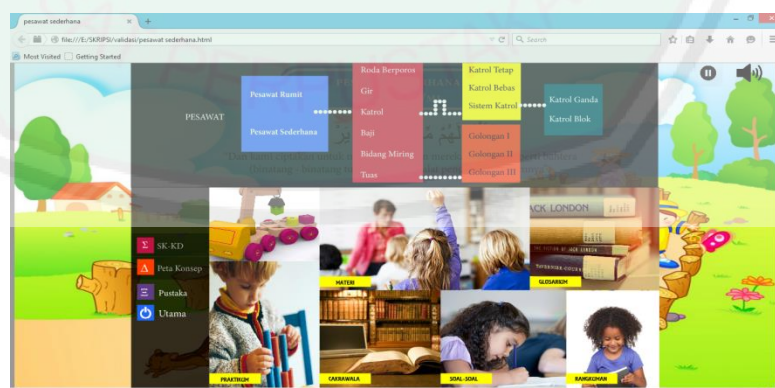 pesawat sederhana
file:///E:/SKRIPSI/validasi/pesawat sederhana.html
Search
Most Visited
Getting Started
PESAWAT
Pesawat Rumit
Pesawat Sederhana
Roda Berporos
Gir
Katrol
Baji
Bidang Miring
Tuas
Katrol Tetap
Katrol Bebas
Sistem Katrol
Golongan I
Golongan II
Golongan III
Katrol Ganda
Katrol Blok
Σ SK-KD
Δ Peta Konsep
Ξ Pustaka
Utama
MATERI
JACK LONDON
GLOSARIUM
PRAKTIKUM
CAKRAWALA
SOAL-SOAL
RANGKUMAN